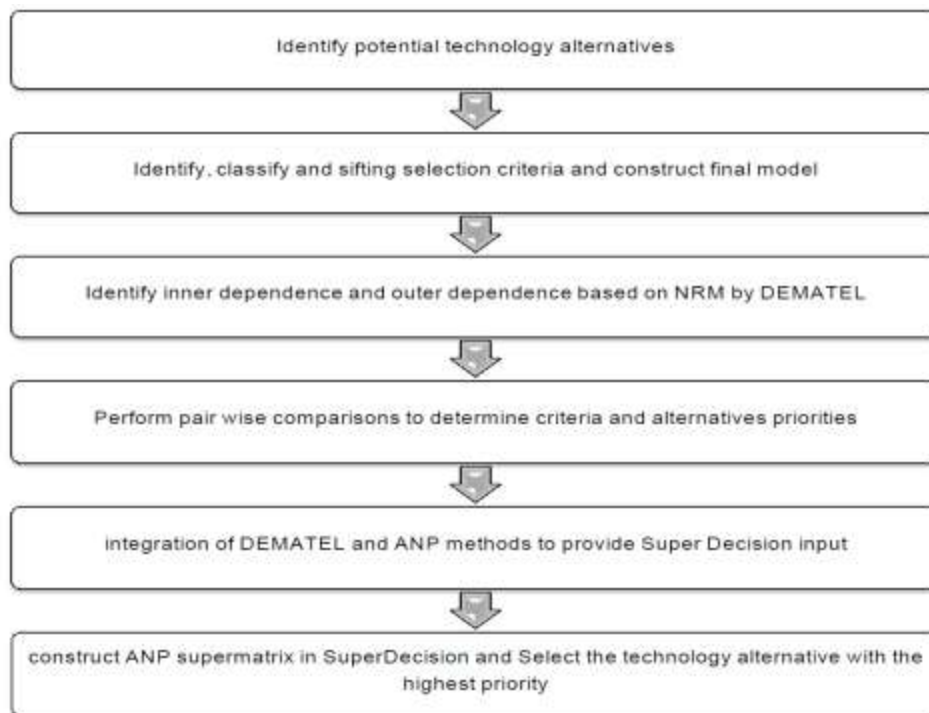 Identify potential technology alternatives
Identify, classify and sifting selection criteria and construct final model
Identify inner dependence and outer dependence based on NRM by DEMATEL
Perform pair wise comparisons to determine criteria and alternatives priorities
integration of DEMATEL and ANP methods to provide Super Decision input
construct ANP supermatrix in SuperDecision and Select the technology alternative with the
highest priority